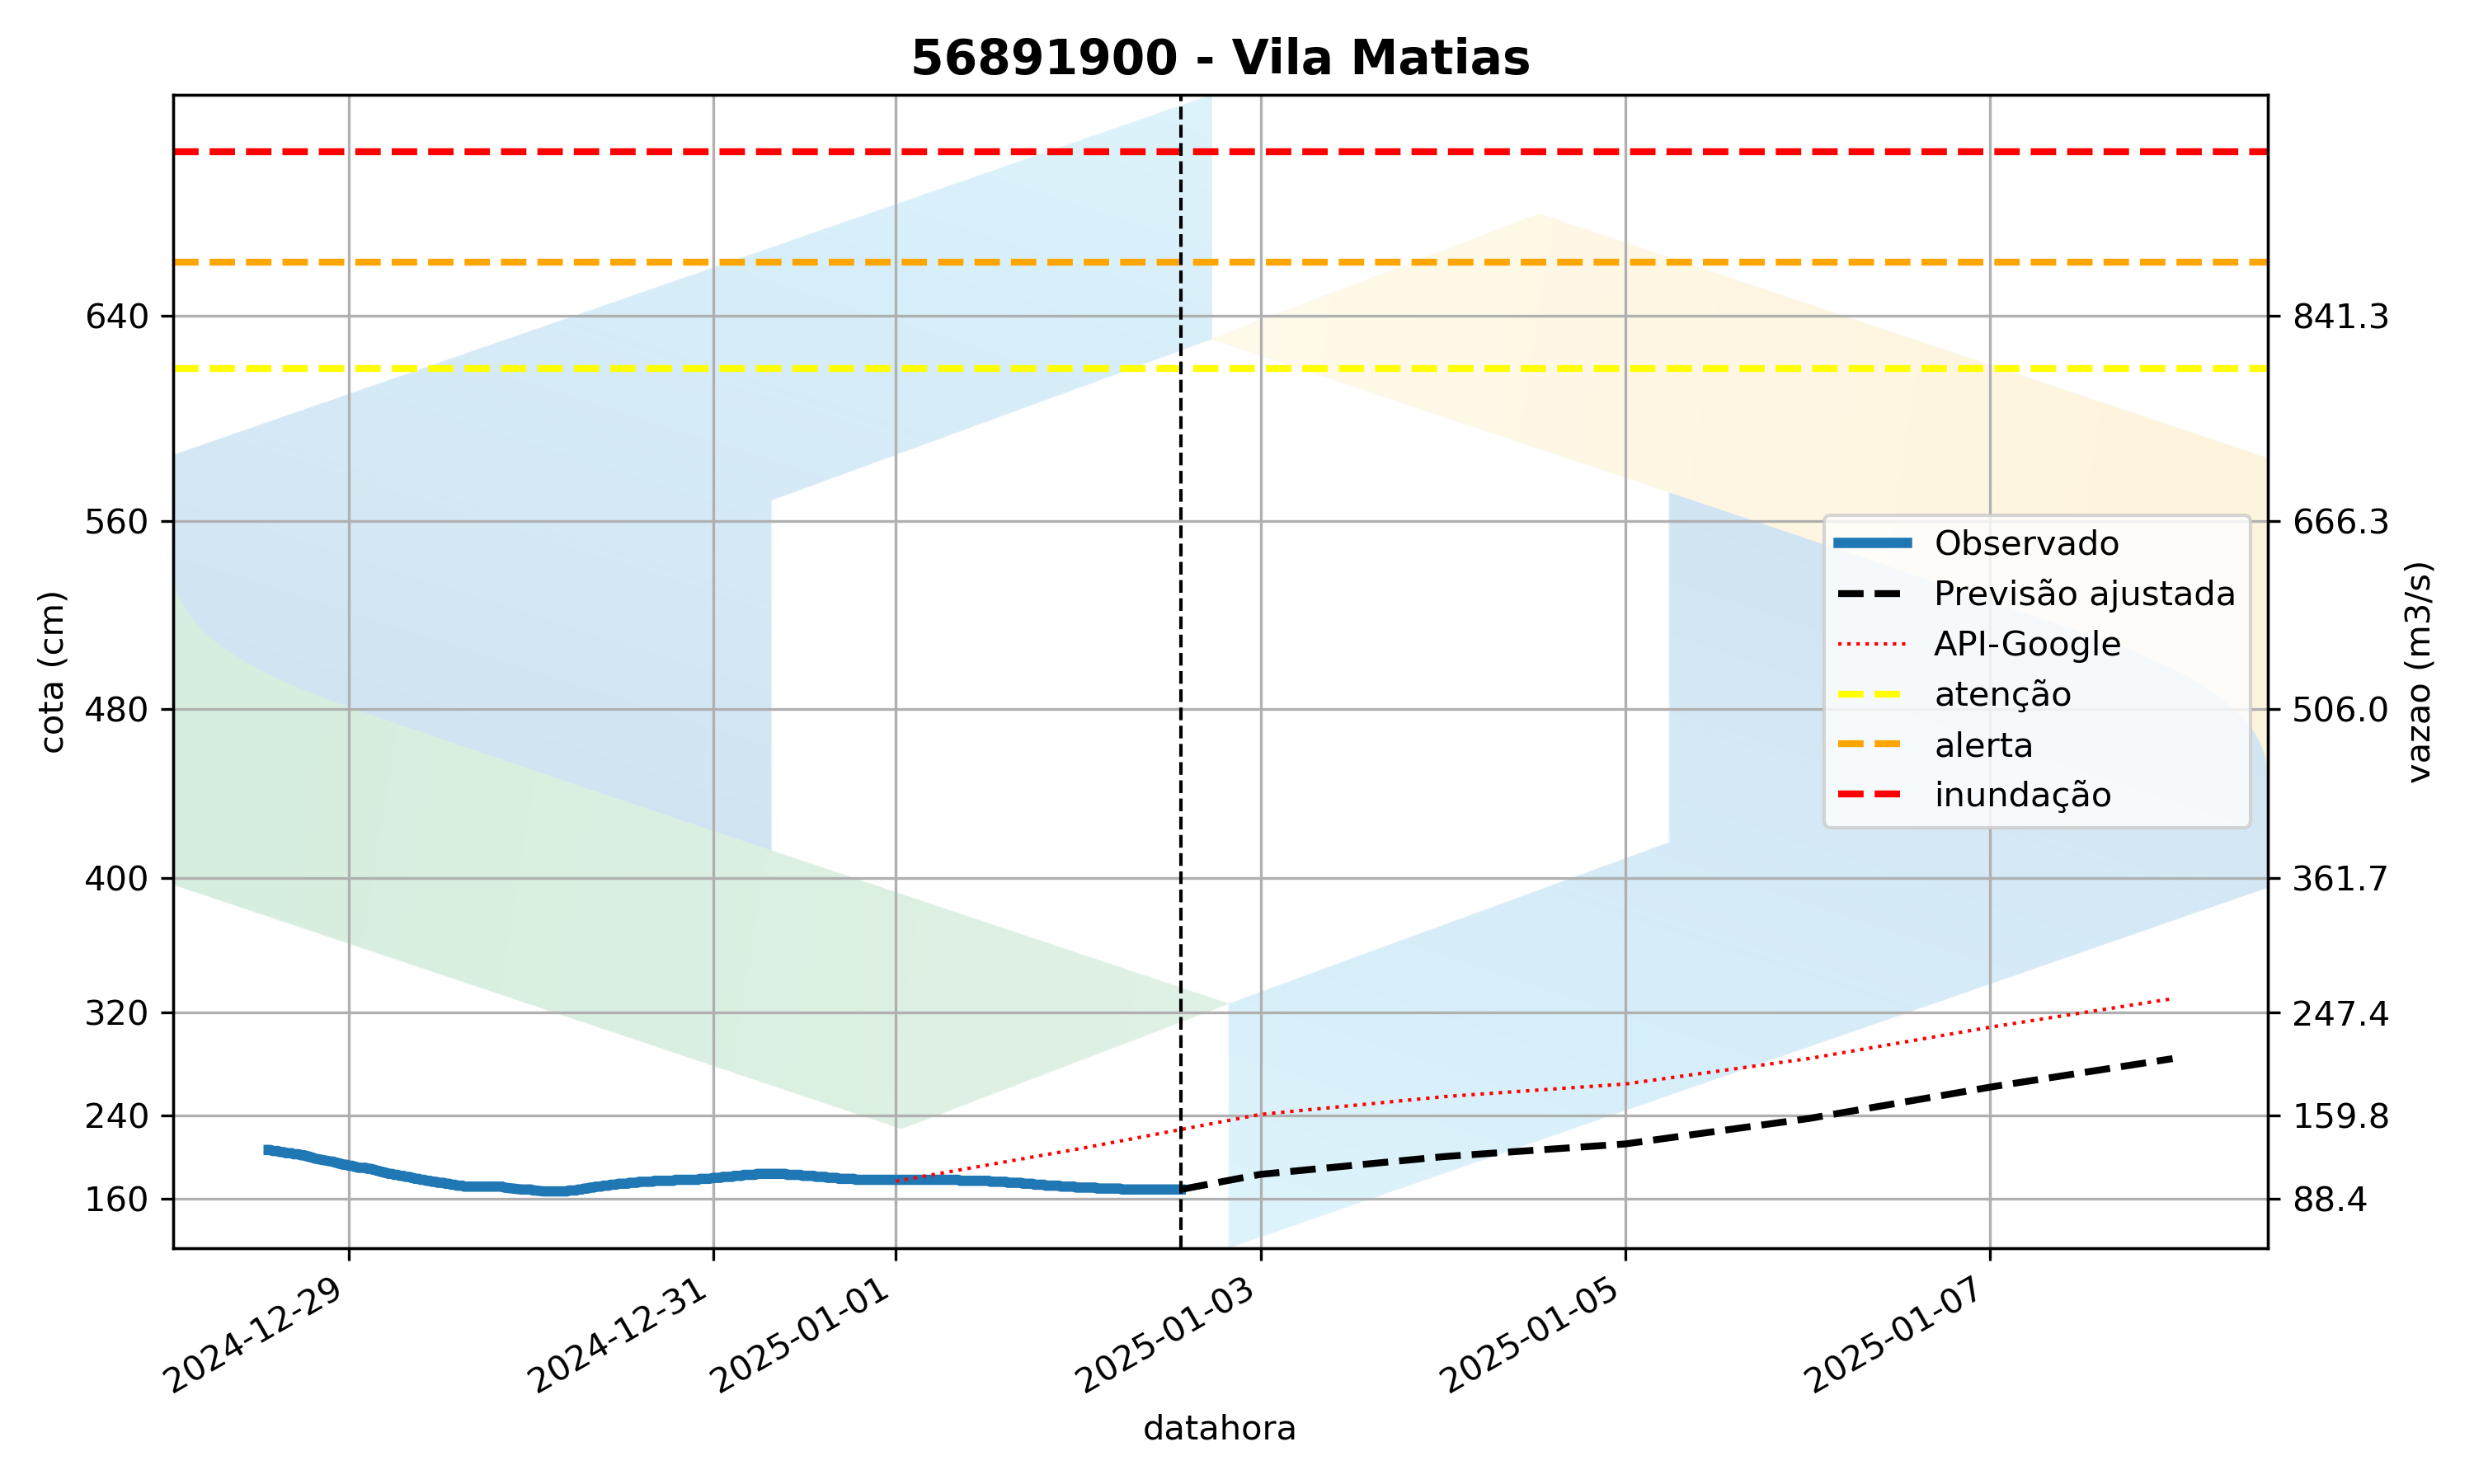 56891900 - Vila Matias
640
560
480
400
320
240
160
cota (cm)
841.3
666.3
506.0
361.7
247.4
159.8
88.4
vazao (m3/s)
Observado
Previsão ajustada
API-Google
atenção
alerta
inundação
2024-12-29
2024-12-31
2025-01-01
2025-01-03
2025-01-05
2025-01-07
datahora